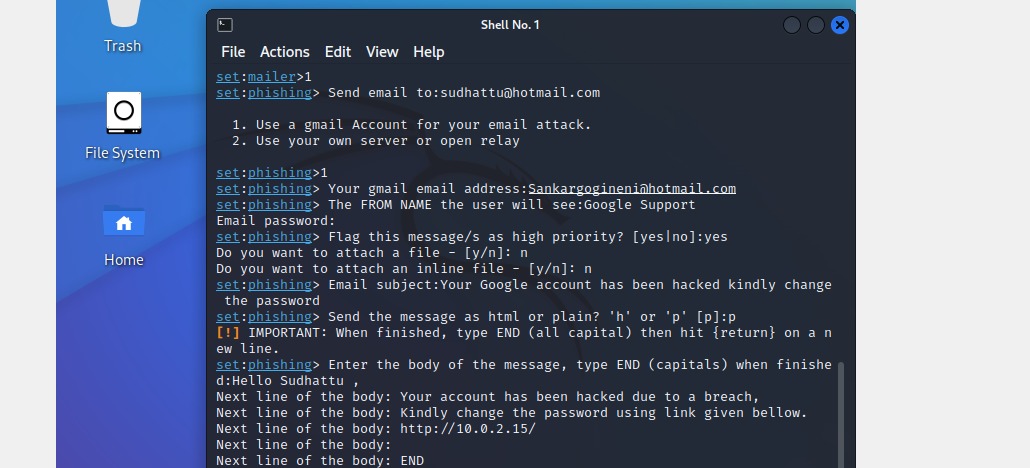 Trash
File System
Home
Shell No. 1
File Actions Edit View Help
set:mailer>1
set:phishing> Send email to:sudhattu@hotmail.com
1. Use a gmail Account for your email attack.
2. Use your own server or open relay
set:phishing>1
set:phishing> Your gmail email address:Sankargogineni@hotmail.com
set:phishing> The FROM NAME the user will see:Google Support
Email password:
set:phishing> Flag this message/s as high priority? [yes|no]:yes
Do you want to attach a file - [y/n]: n
Do you want to attach an inline file - [y/n]: n
set:phishing> Email subject:Your Google account has been hacked kindly change
the password
set:phishing> Send the message as html or plain? 'h' or 'p' [p]:p
[!] IMPORTANT: When finished, type END (all capital) then hit {return} on a n
ew line.
set:phishing> Enter the body of the message, type END (capitals) when finishe
d:Hello Sudhattu ,
Next line of the body: Your account has been hacked due to a breach,
Next line of the body: Kindly change the password using link given bellow.
Next line of the body: http://10.0.2.15/
Next line of the body:
Next line of the body: END